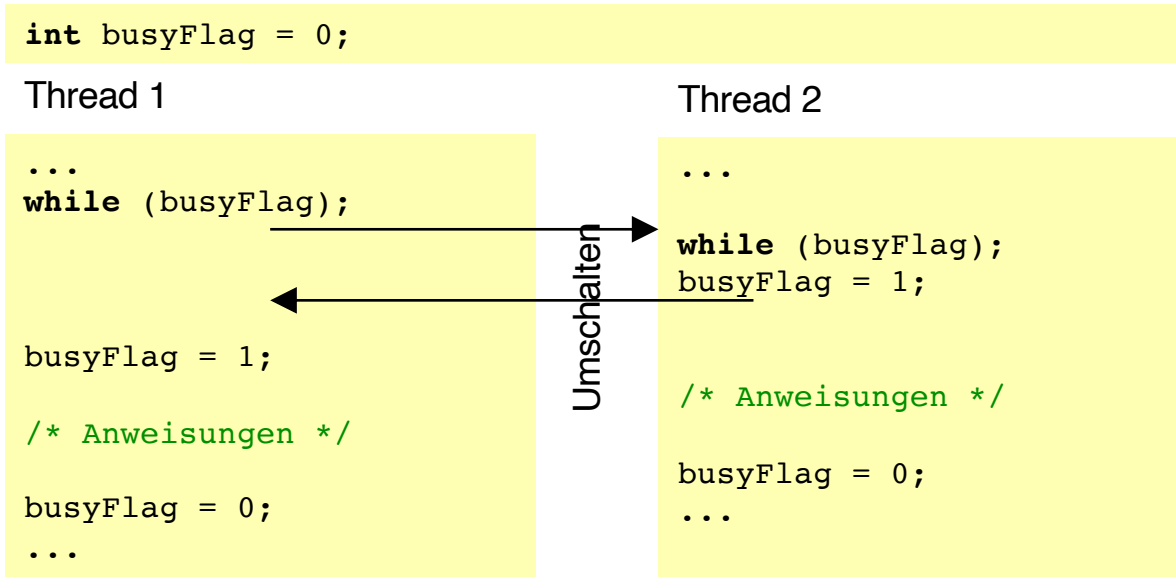 int busyFlag = 0;
Thread 1
...
while (busyFlag);
busyFlag = 1;
/* Anweisungen */
busyFlag = 0;
...
Umschalten
Thread 2
...
while (busyFlag);
busyFlag = 1;
/* Anweisungen */
busyFlag = 0;
...